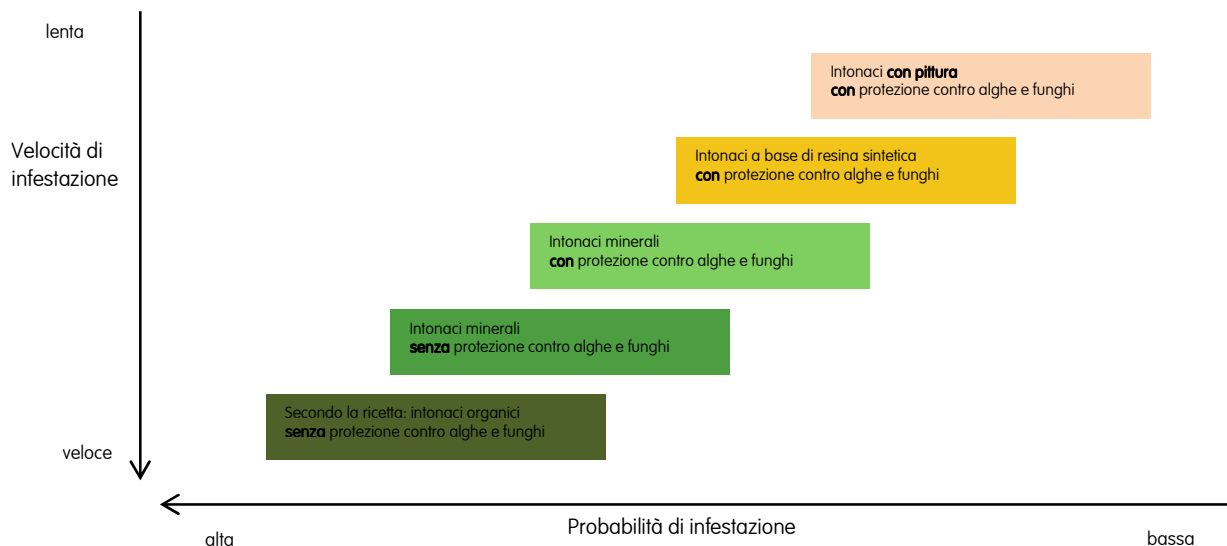 lenta
Intonaci con pittura
con protezione contro alghe e funghi
Velocità di
infestazione
Intonaci a base di resina sintetica
con protezione contro alghe e funghi
Intonaci minerali
con protezione contro alghe e funghi
Intonaci minerali
senza protezione contro alghe e funghi
Secondo la ricetta: intonaci organici
senza protezione contro alghe e funghi
veloce
alta
Probabilità di infestazione
bassa